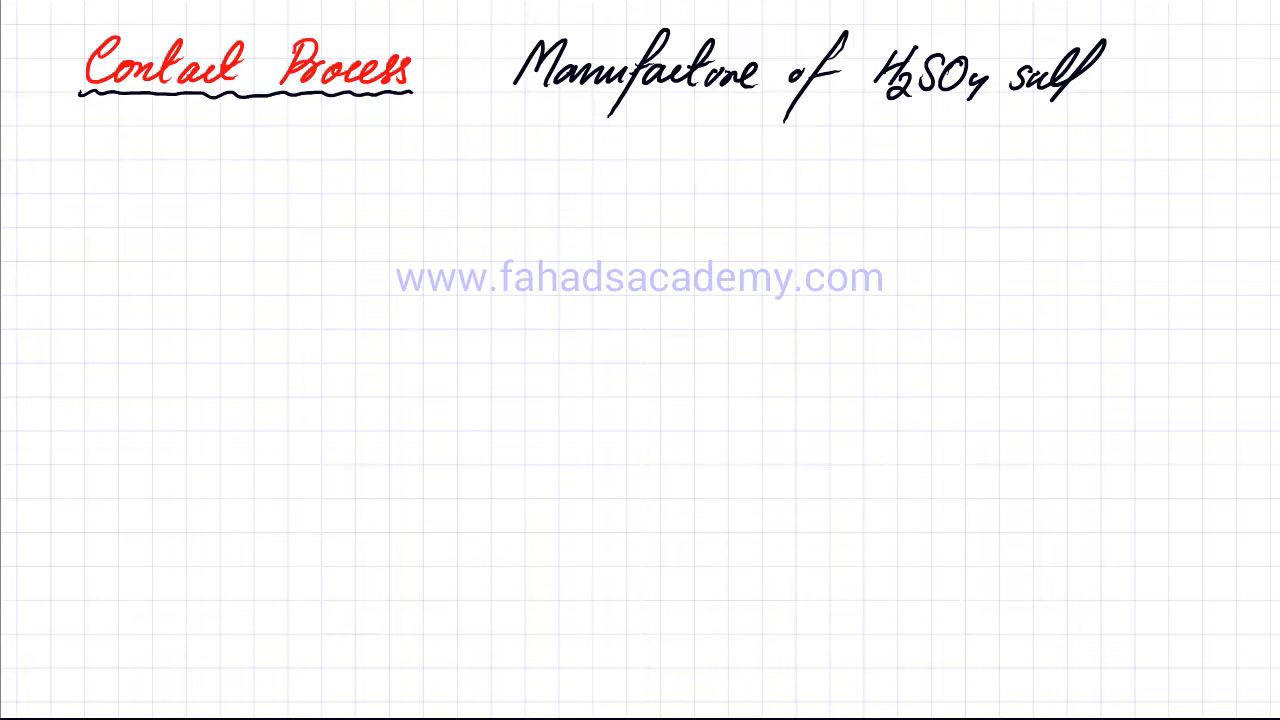 Contact Process Manufacture of H₂SO₄ sulf
www.fahadsacademy.com